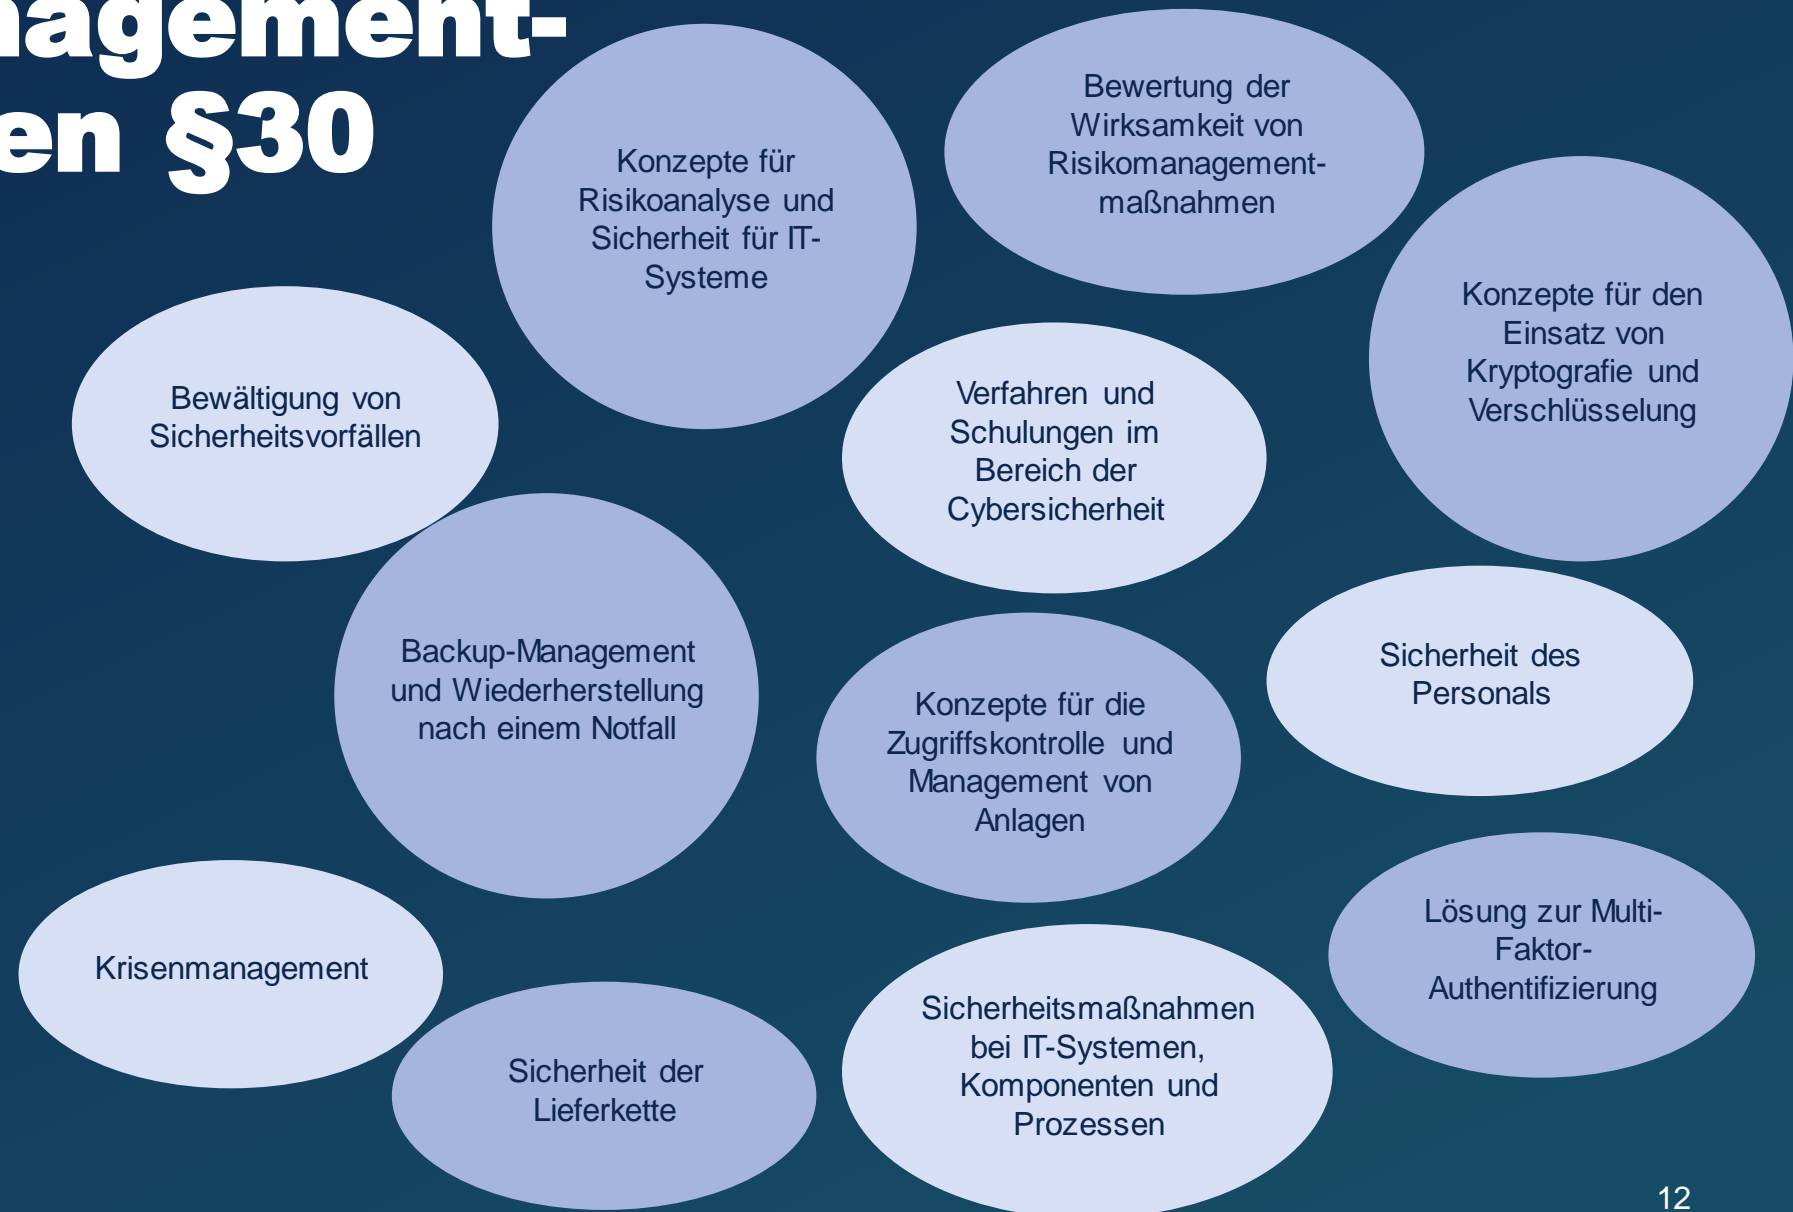 nagement-
en §30
Konzepte für
Risikoanalyse und
Sicherheit für IT-
Systeme
Bewertung der
Wirksamkeit von
Risikomanagement-
maßnahmen
Konzepte für den
Einsatz von
Kryptografie und
Verschlüsselung
Bewältigung von
Sicherheitsvorfällen
Verfahren und
Schulungen im
Bereich der
Cybersicherheit
Backup-Management
und Wiederherstellung
nach einem Notfall
Konzepte für die
Zugriffskontrolle und
Management von
Anlagen
Sicherheit des
Personals
Krisenmanagement
Sicherheit der
Lieferkette
Sicherheitsmaßnahmen
bei IT-Systemen,
Komponenten und
Prozessen
Lösung zur Multi-
Faktor-
Authentifizierung
12